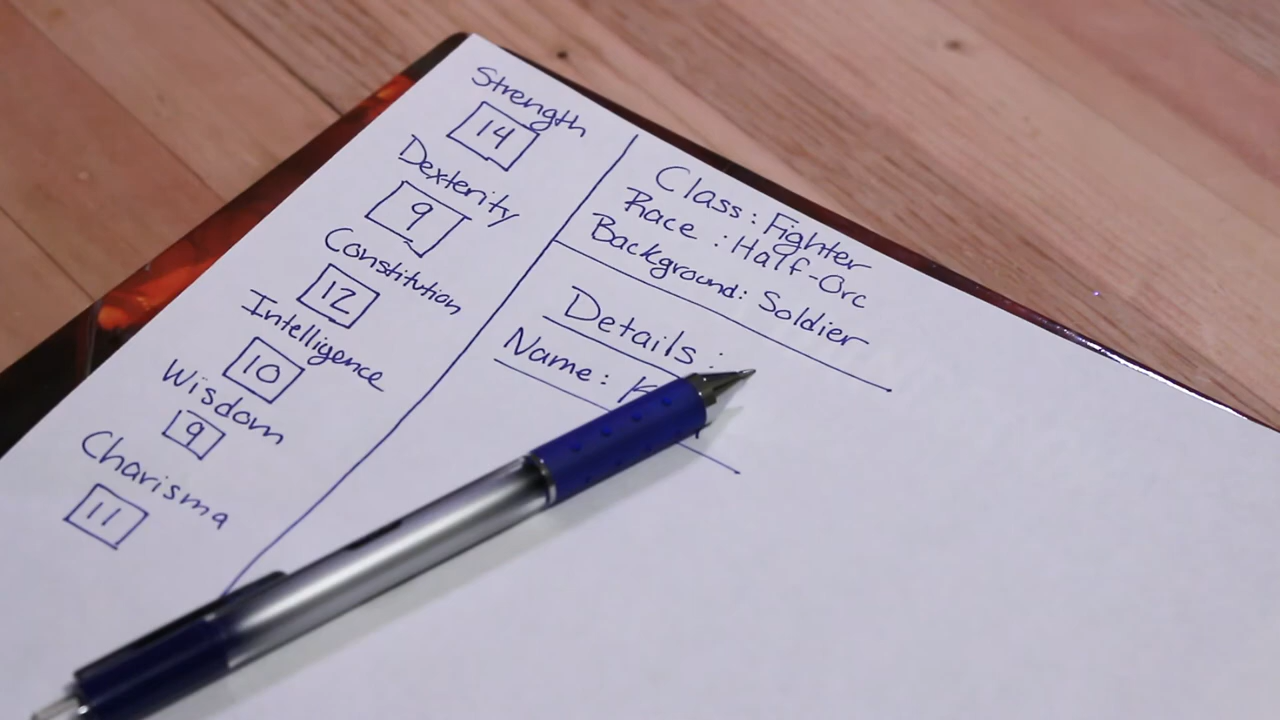 Strength
14
Dexterity
9
Constitution
12
Intelligence
10
Wisdom
9
Charisma
11
Class: Fighter
Race: Half-Orc
Background: Soldier
Details:
Name: